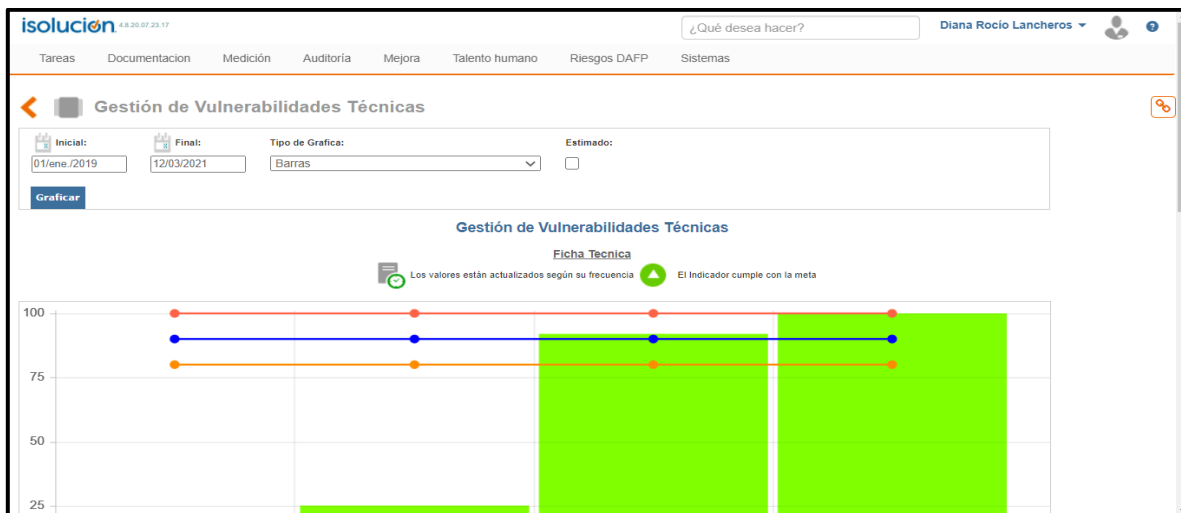 isolución 4.8.20.07.23.17
¿Qué desea hacer?
Diana Rocío Lancheros
Tareas Documentacion Medición Auditoría Mejora Talento humano Riesgos DAFP Sistemas
Gestión de Vulnerabilidades Técnicas
Inicial: Final: Tipo de Grafica: Estimado:
01/ene./2019 12/03/2021 Barras
Graficar
Gestión de Vulnerabilidades Técnicas
Ficha Tecnica
Los valores están actualizados según su frecuencia El Indicador cumple con la meta
100
75
50
25